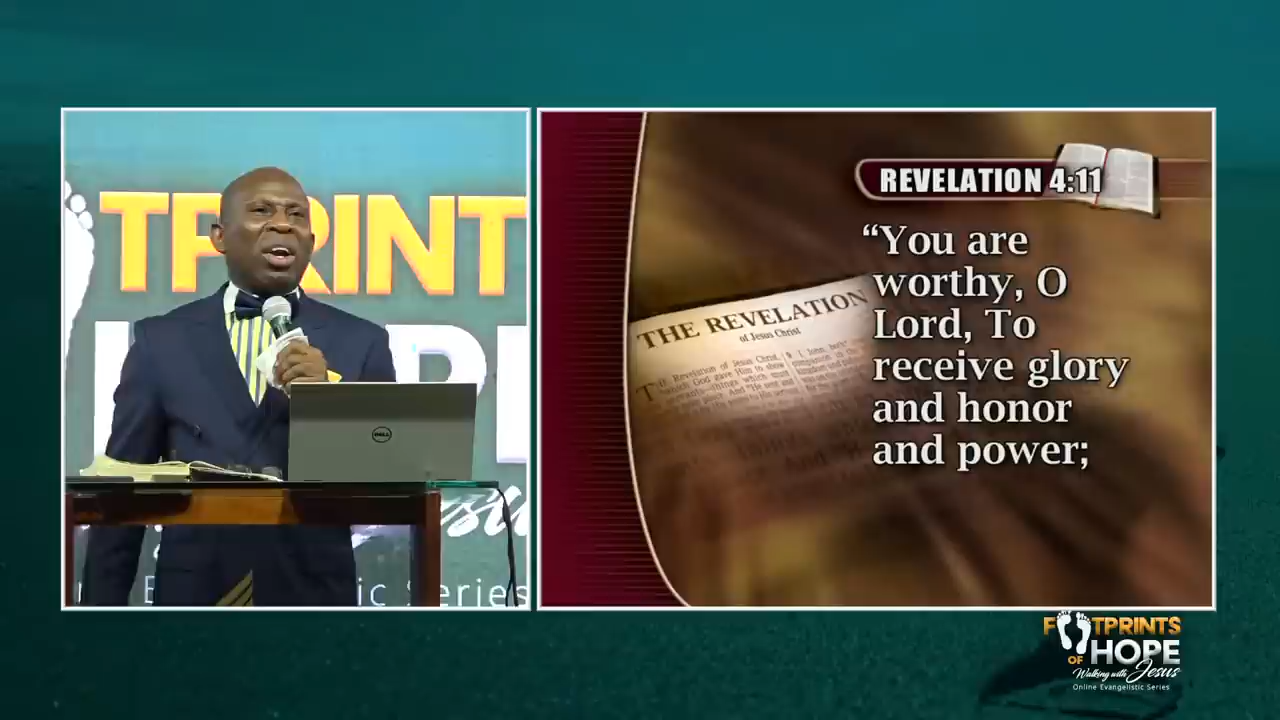 TPRINT
REVELATION 4:11
“You are
worthy, O
Lord, To
receive glory
and honor
and power;
THE REVELATION
of Jesus Christ
DELL
ic Series
FOOTPRINTS
OF HOPE
Walking with Jesus
Online Evangelistic Series